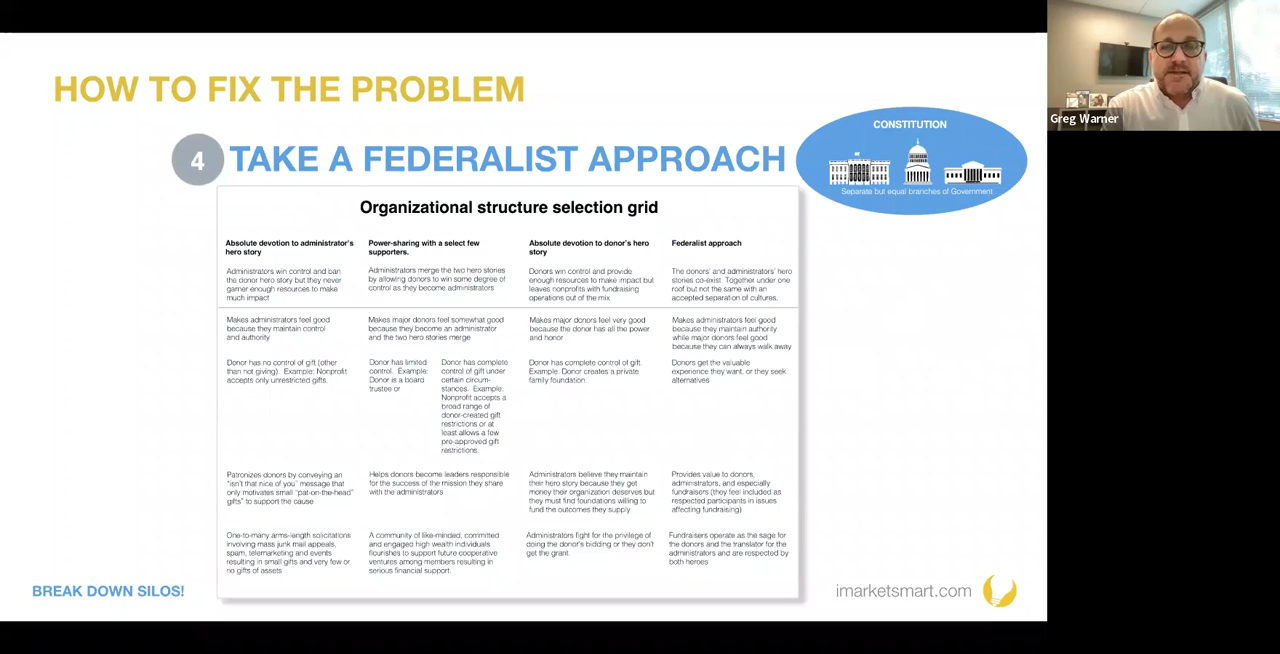 HOW TO FIX THE PROBLEM
4 TAKE A FEDERALIST APPROACH
CONSTITUTION
Separate but equal branches of Government
Greg Warner
Organizational structure selection grid
Absolute devotion to administrator's
hero story
Administrators win control and ban
the donor hero story but they never
garner enough resources to make
much impact
Makes administrators feel good
because they maintain control
and authority
Donor has no control of gift (other
than not giving). Example: Nonprofit
accepts only unrestricted gifts.
Patronizes donors by conveying an
"isn't that nice of you" message that
only motivates small "pat-on-the-head"
gifts" to support the cause
One-to-many arms-length solicitations
involving mass junk mail appeals,
spam, telemarketing and events
resulting in small gifts and very few or
no gifts of assets
Power-sharing with a select few
supporters.
Administrators merge the two hero stories
by allowing donors to win some degree of
control as they become administrators
Makes major donors feel somewhat good
because they become an administrator
and the two hero stories merge
Donor has limited
control. Example:
Donor is a board
trustee or
Donor has complete
control of gift under
certain circum-
stances. Example:
Nonprofit accepts a
broad range of
donor-created gift
restrictions or at
least allows a few
pre-approved gift
restrictions.
Helps donors become leaders responsible
for the success of the mission they share
with the administrators
A community of like-minded, committed
and engaged high wealth individuals
flourishes to support future cooperative
ventures among members resulting in
serious financial support.
Absolute devotion to donor's hero
story
Donors win control and provide
enough resources to make impact but
leaves nonprofits with fundraising
operations out of the mix
Makes major donors feel very good
because the donor has all the power
and honor
Donor has complete control of gift.
Example: Donor creates a private
family foundation.
Administrators believe they maintain
their hero story because they get
money their organization deserves but
they must find foundations willing to
fund the outcomes they supply
Administrators fight for the privilege of
doing the donor's bidding or they don't
get the grant.
Federalist approach
The donors' and administrators' hero
stories co-exist. Together under one
roof but not the same with an
accepted separation of cultures.
Makes administrators feel good
because they maintain authority
while major donors feel good
because they can always walk away
Donors get the valuable
experience they want, or they seek
alternatives
Provides value to donors,
administrators, and especially
fundraisers (they feel included as
respected participants in issues
affecting fundraising)
Fundraisers operate as the sage for
the donors and the translator for the
administrators and are respected by
both heroes
BREAK DOWN SILOS!
imarketsmart.com